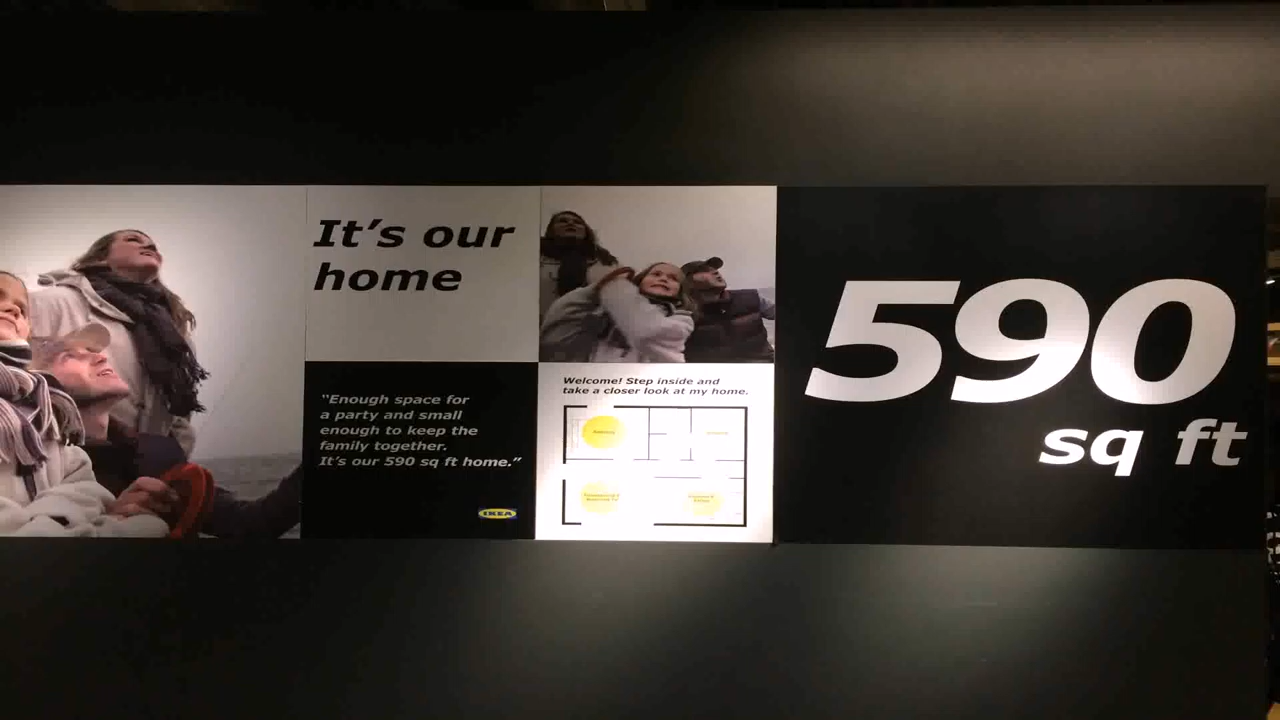 It's our
home
"Enough space for
a party and small
enough to keep the
family together.
It's our 590 sq ft home."
IKEA
Welcome! Step inside and
take a closer look at my home.
590
sq ft